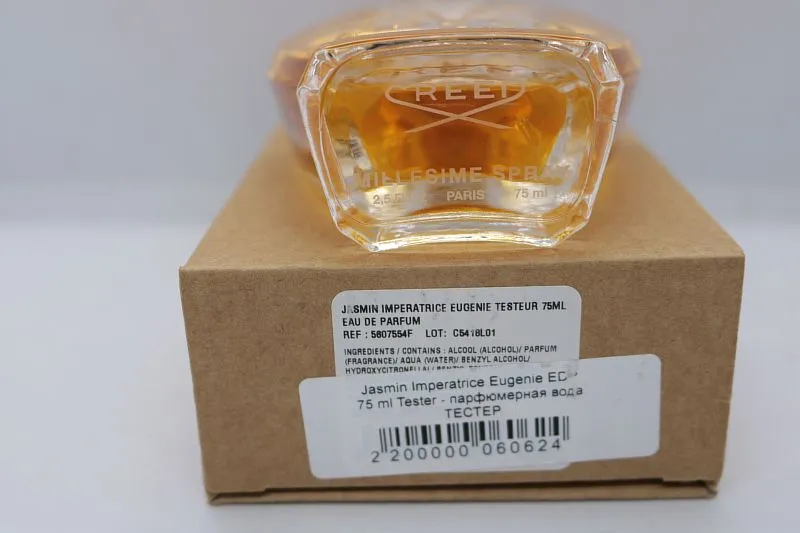 CREED
MILLESIME SPRAY
PARIS 75 ml
JASMIN IMPERATRICE EUGENIE TESTEUR 75ML
EAU DE PARFUM
REF : 5607554F LOT: C5418L01
INGREDIENTS / CONTAINS : ALCOOL (ALCOHOL)/ PARFUM
(FRAGRANCE)/ AQUA (WATER)/ BENZYL ALCOHOL/
HYDROXYCITRONELLAL/
Jasmin Imperatrice Eugenie EDP
75 ml Tester - парфюмерная вода
ТЕСТЕР
2 200000 060624